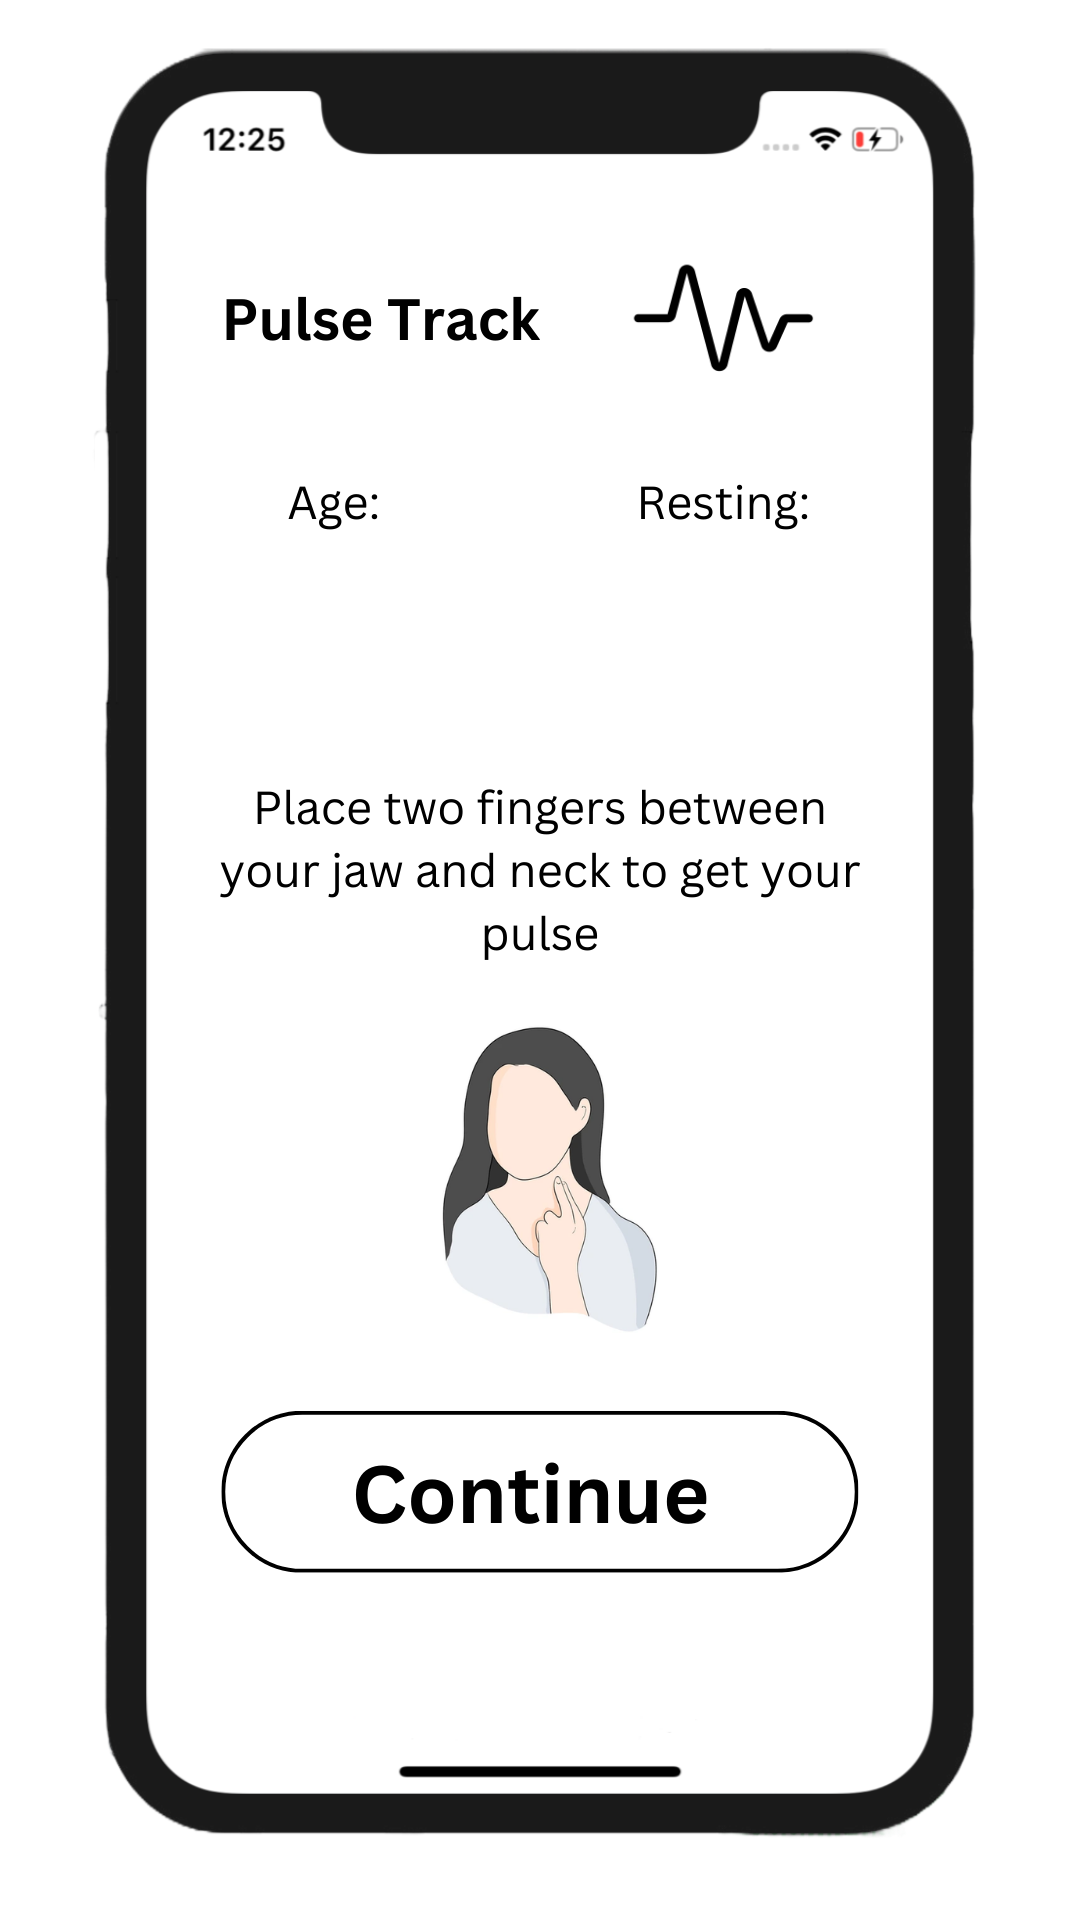 12:25
Pulse Track
Age: Resting:
Place two fingers between
your jaw and neck to get your
pulse
Continue